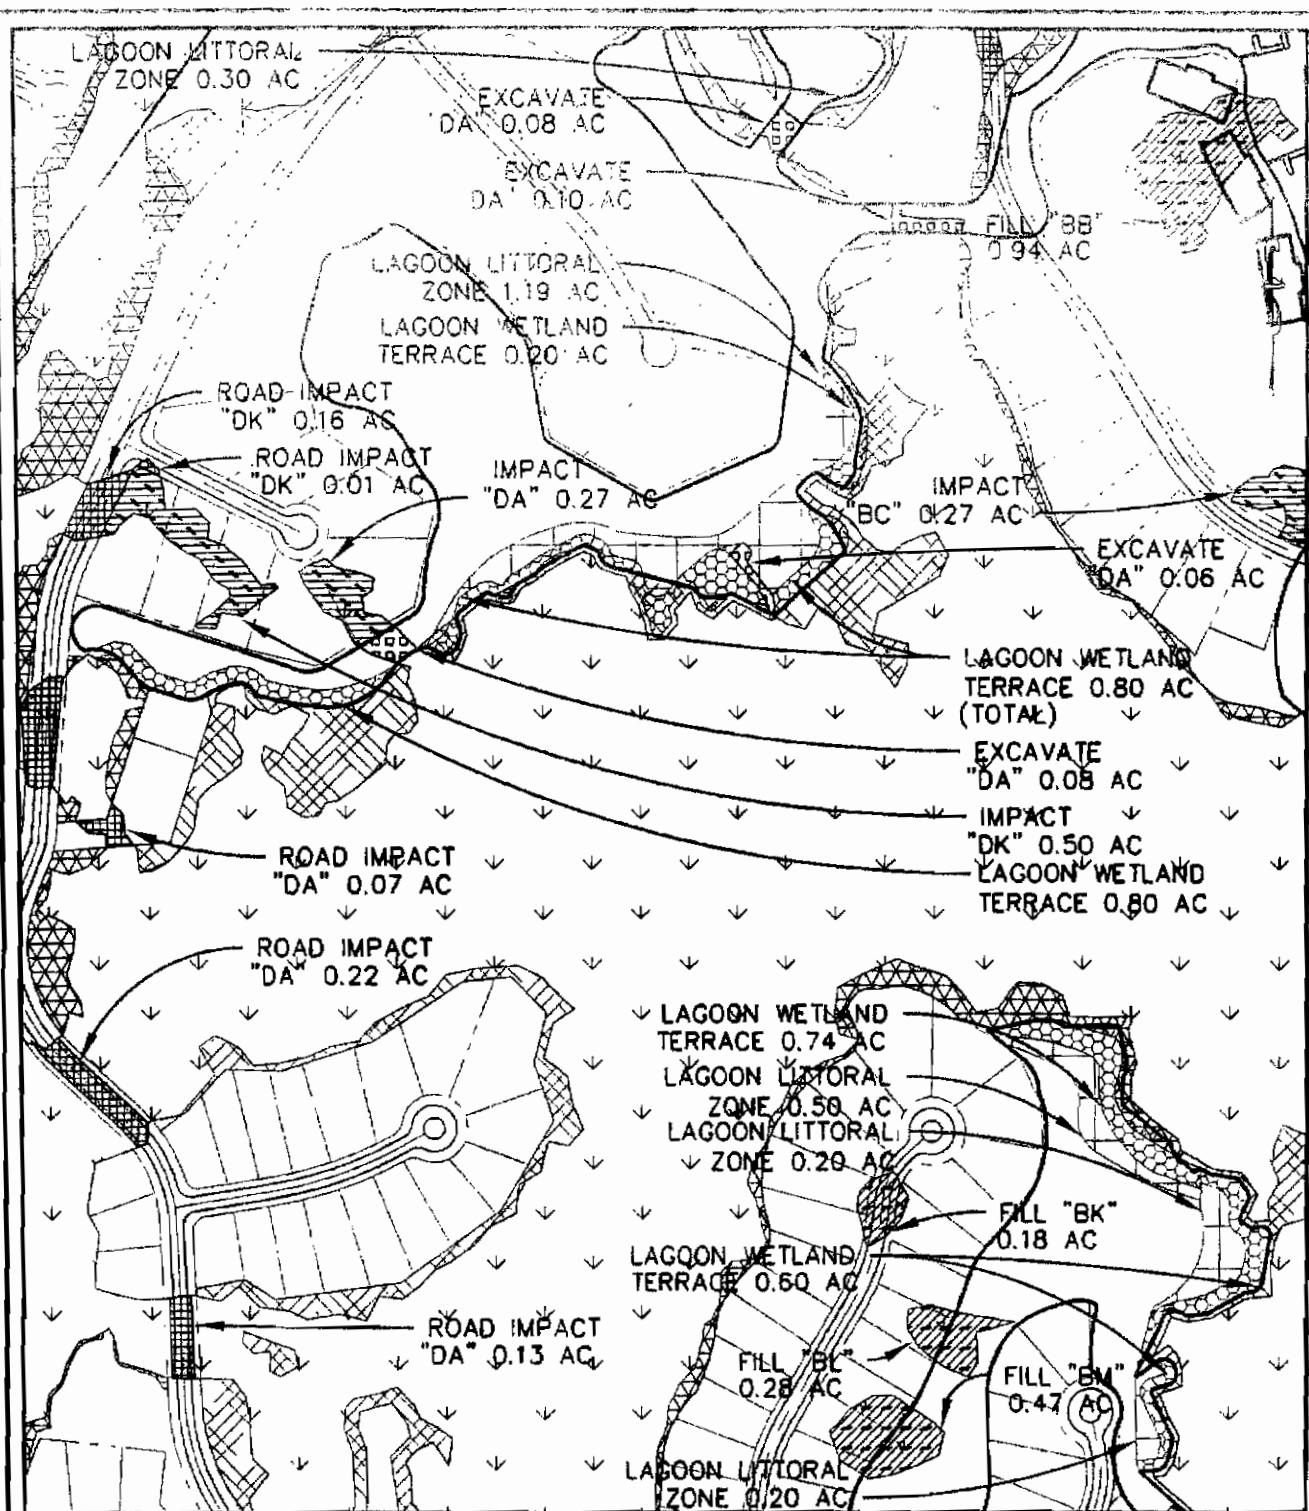 LAGOON LITTORAL
ZONE 0.30 AC
EXCAVATE
"DA" 0.08 AC
EXCAVATE
DA' 0.10 AC
FILL "BB"
0.94 AC
LAGOON LITTORAL
ZONE 1.19 AC
LAGOON WETLAND
TERRACE 0.20 AC
ROAD IMPACT
"DK" 0.16 AC
ROAD IMPACT
"DK" 0.01 AC
IMPACT
"DA" 0.27 AC
IMPACT
"BC" 0.27 AC
EXCAVATE
"DA" 0.06 AC
LAGOON WETLAND
TERRACE 0.80 AC
(TOTAL)
EXCAVATE
"DA" 0.08 AC
IMPACT
"DK" 0.50 AC
LAGOON WETLAND
TERRACE 0.80 AC
ROAD IMPACT
"DA" 0.07 AC
ROAD IMPACT
"DA" 0.22 AC
LAGOON WETLAND
TERRACE 0.74 AC
LAGOON LITTORAL
ZONE 0.50 AC
LAGOON LITTORAL
ZONE 0.20 AC
FILL "BK"
0.18 AC
LAGOON WETLAND
TERRACE 0.60 AC
ROAD IMPACT
"DA" 0.13 AC
FILL "BL"
0.28 AC
FILL "BM"
0.47 AC
LAGOON LITTORAL
ZONE 0.20 AC